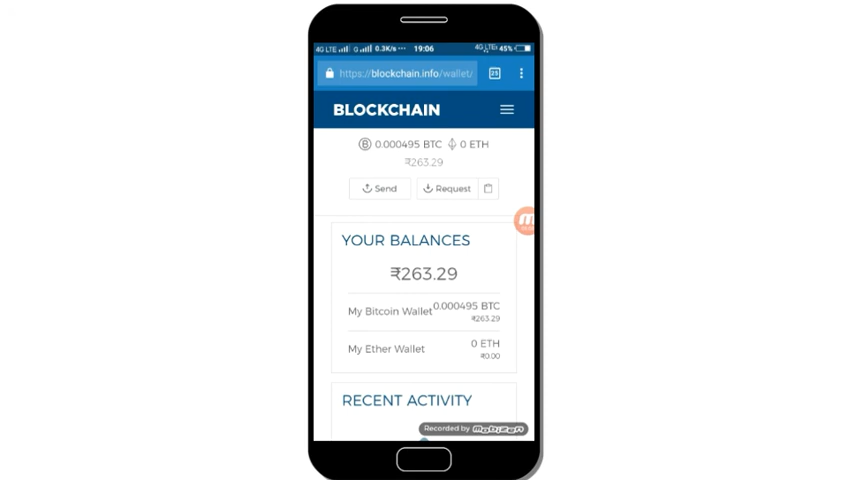 4G LTE G 0.3K/s ··· 19:06 4G LTE 45%
https://blockchain.info/wallet/ 25
BLOCKCHAIN
0.000495 BTC 0 ETH
₹263.29
Send Request
YOUR BALANCES
₹263.29
My Bitcoin Wallet 0.000495 BTC
₹263.29
My Ether Wallet 0 ETH
₹0.00
RECENT ACTIVITY
Recorded by mobizen